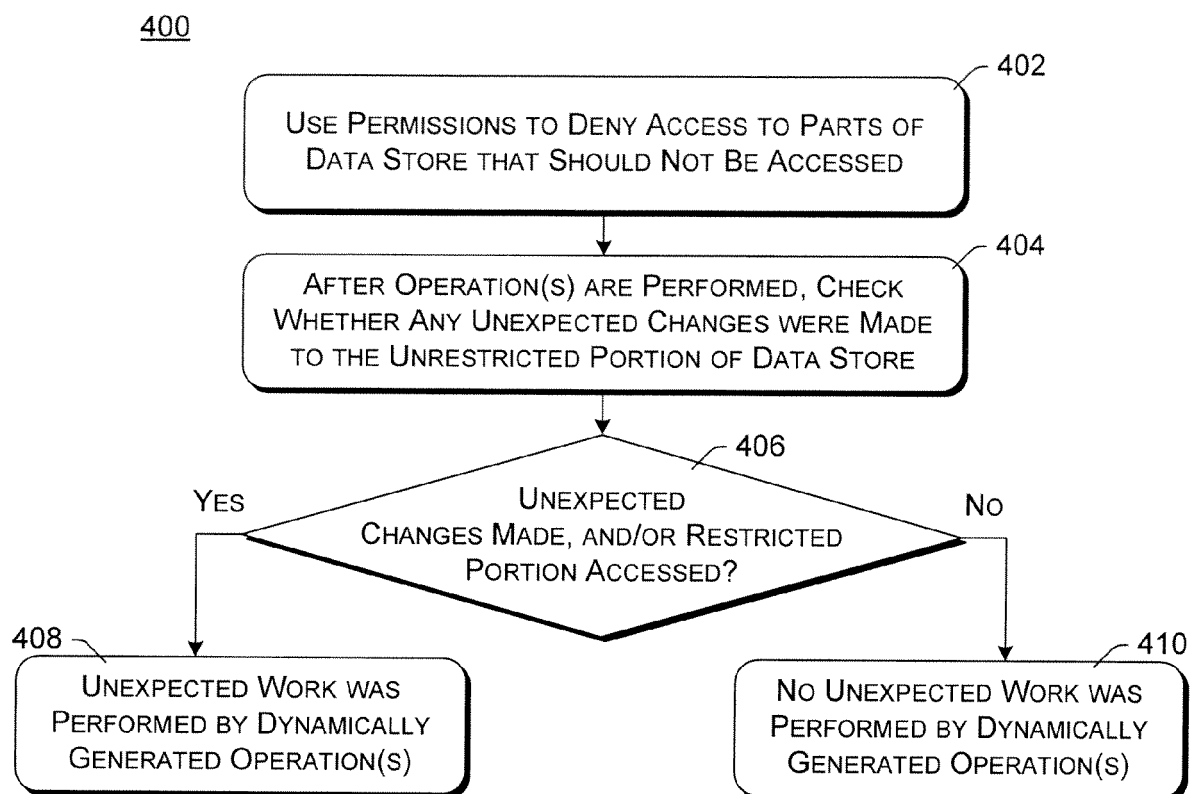 400
402
USE PERMISSIONS TO DENY ACCESS TO PARTS OF
DATA STORE THAT SHOULD NOT BE ACCESSED
404
AFTER OPERATION(S) ARE PERFORMED, CHECK
WHETHER ANY UNEXPECTED CHANGES WERE MADE
TO THE UNRESTRICTED PORTION OF DATA STORE
406
YES
NO
UNEXPECTED
CHANGES MADE, AND/OR RESTRICTED
PORTION ACCESSED?
408
UNEXPECTED WORK WAS
PERFORMED BY DYNAMICALLY
GENERATED OPERATION(S)
410
NO UNEXPECTED WORK WAS
PERFORMED BY DYNAMICALLY
GENERATED OPERATION(S)